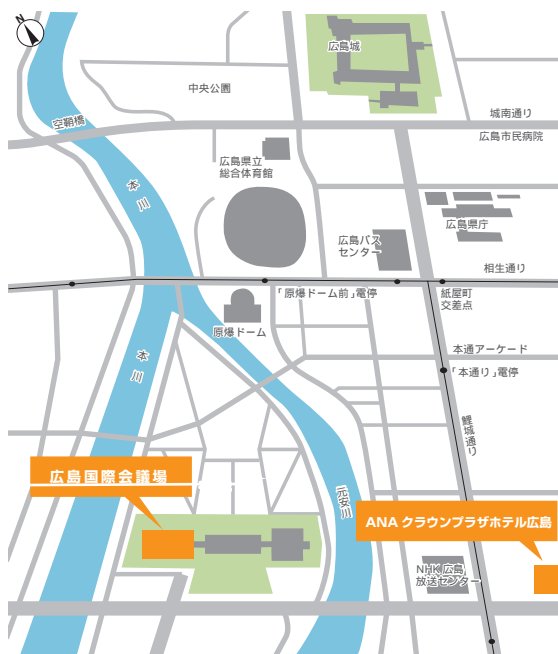 N
広島城
中央公園
城南通り
空鞘橋
広島市民病院
広島県立
総合体育館
本川
広島県庁
広島バス
センター
相生通り
「原爆ドーム前」電停
紙屋町
交差点
原爆ドーム
本通アーケード
本川
「本通り」電停
鯉城通り
広島国際会議場
元安川
ANAクラウンプラザホテル広島
NHK広島
放送センター